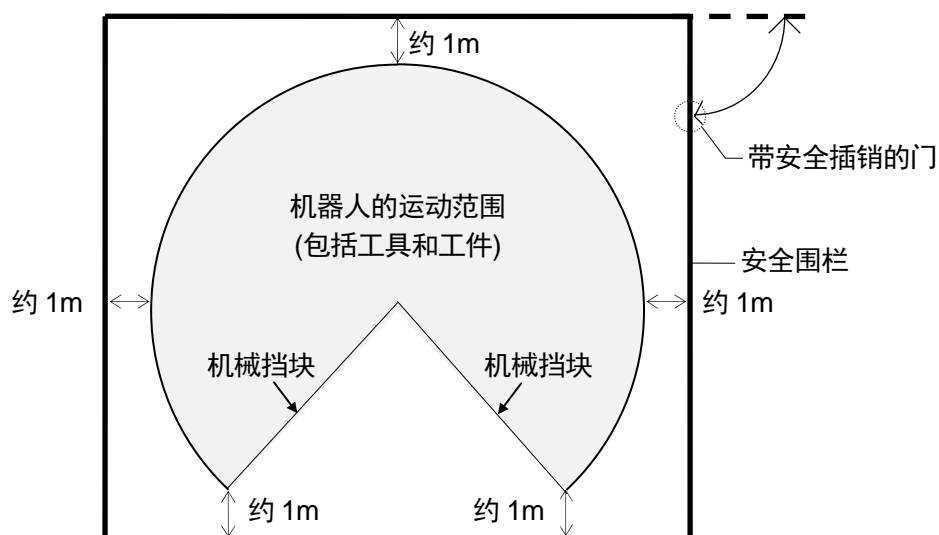 约 1m
带安全插销的门
机器人的运动范围
(包括工具和工件)
安全围栏
约 1m
约 1m
机械挡块
机械挡块
约 1m
约 1m